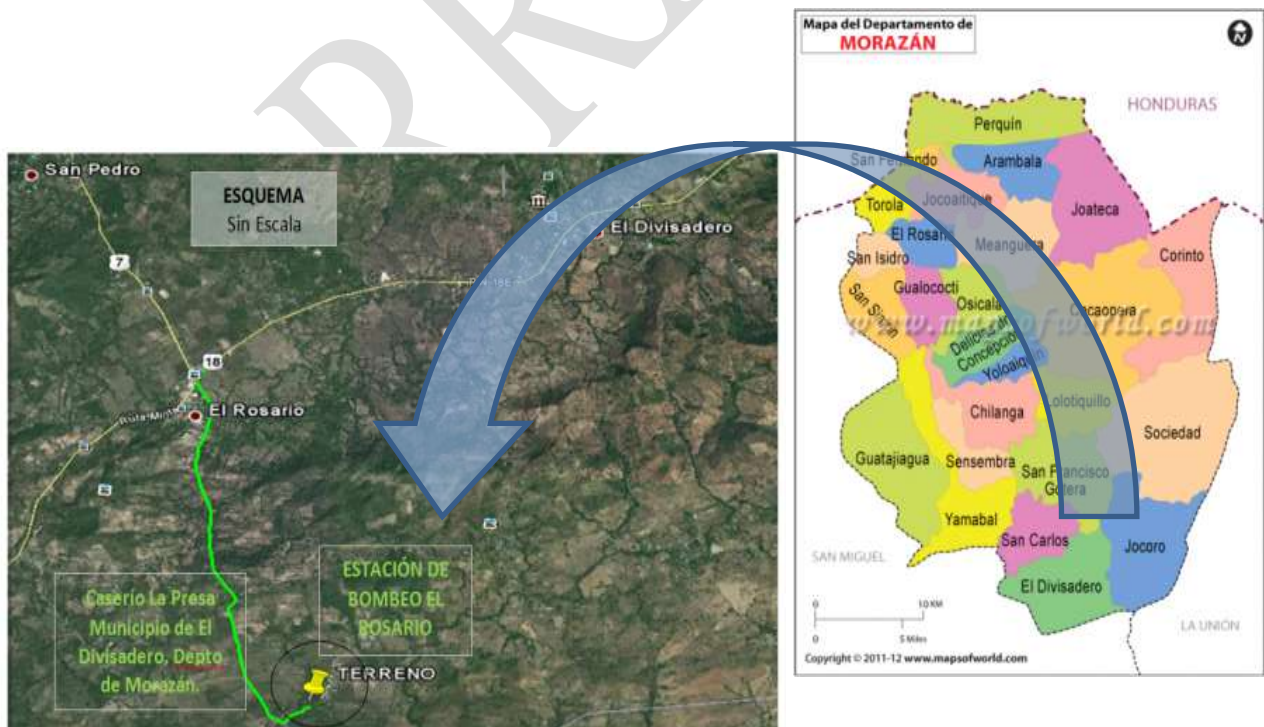 San Pedro
ESQUEMA
Sin Escala
El Divisadero
7
18
El Rosario
ESTACIÓN DE
BOMBEO EL
ROSARIO
Caserío La Presa
Municipio de El
Divisadero, Depto
de Morazán.
TERRENO
Mapa del Departamento de
MORAZÁN
N
HONDURAS
Perquín
San Fernando
Arambala
Torola
Jocoaitique
Joateca
El Rosario
Meanguera
San Isidro
Corinto
Gualococti
San Simón
Osicala
Cacaopera
www.mapsofworld.com
Delicias de
Concepción
Yoloaiquín
Lolotiquillo
Chilanga
Sociedad
Guatajiagua
Sensembra
San Francisco
Gotera
Yamabal
San Carlos
Jocoro
SAN MIGUEL
El Divisadero
0 10 KM
0 5 Miles
LA UNIÓN
Copyright © 2011-12 www.mapsofworld.com